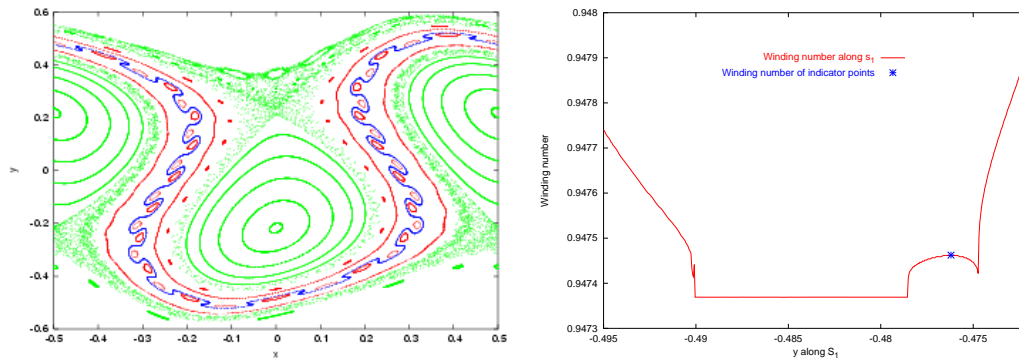 0.6
0.4
0.2
0
-0.2
-0.4
-0.6
y
-0.5 -0.4 -0.3 -0.2 -0.1 0 0.1 0.2 0.3 0.4 0.5
x
0.948
0.9479
0.9478
0.9477
0.9476
0.9475
0.9474
0.9473
Winding number
Winding number along s1
Winding number of indicator points
-0.495 -0.49 -0.485 -0.48 -0.475
y along S1